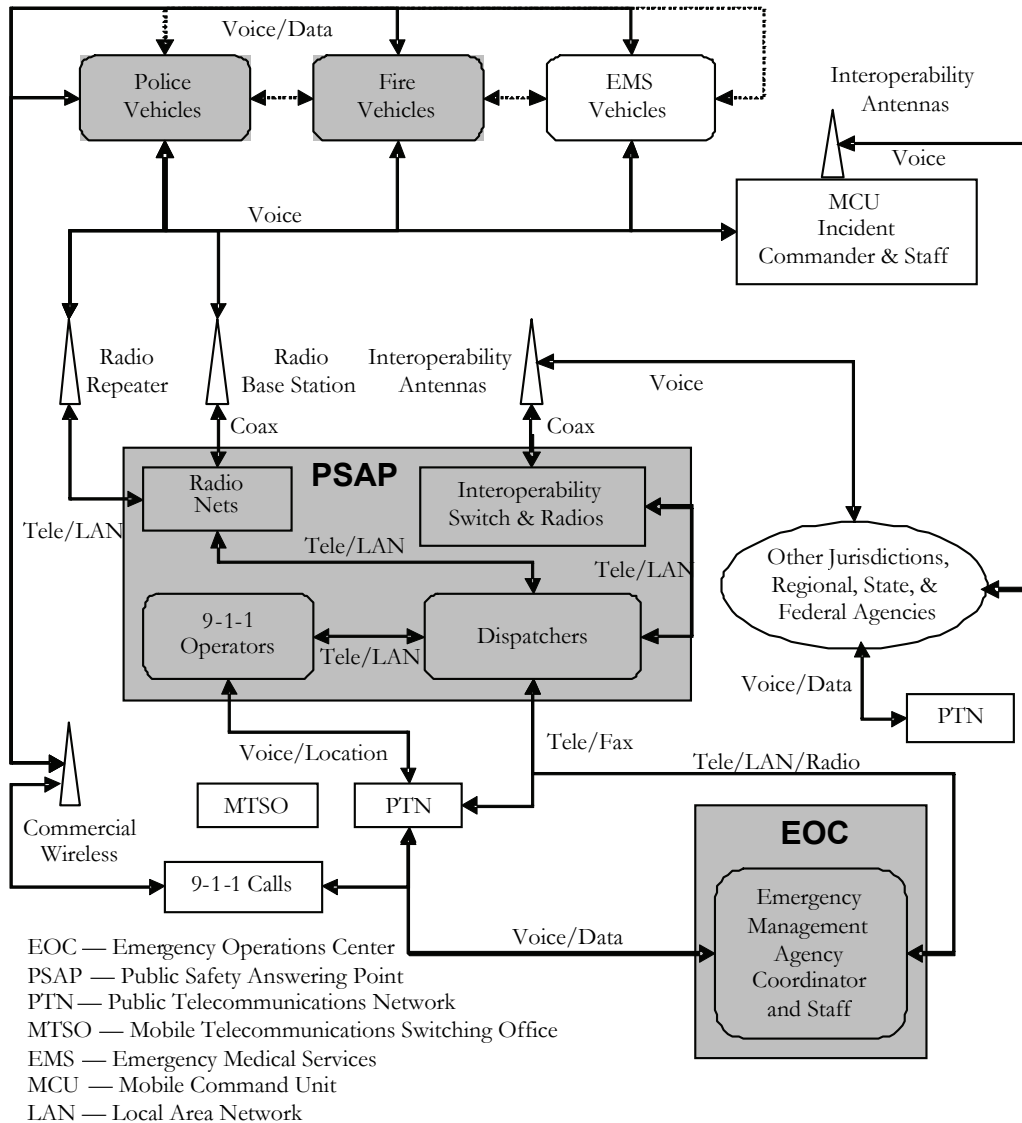 Voice/Data
Police
Vehicles
Fire
Vehicles
EMS
Vehicles
Interoperability
Antennas
Voice
MCU
Incident
Commander & Staff
Voice
Radio
Repeater
Radio
Base Station
Interoperability
Antennas
Voice
Coax
Coax
PSAP
Radio
Nets
Interoperability
Switch & Radios
Tele/LAN
Tele/LAN
Tele/LAN
Other Jurisdictions,
Regional, State, &
Federal Agencies
9-1-1
Operators
Tele/LAN
Dispatchers
Voice/Data
PTN
Voice/Location
Tele/Fax
Tele/LAN/Radio
MTSO
PTN
Commercial
Wireless
EOC
9-1-1 Calls
Voice/Data
Emergency
Management
Agency
Coordinator
and Staff
EOC — Emergency Operations Center
PSAP — Public Safety Answering Point
PTN — Public Telecommunications Network
MTSO — Mobile Telecommunications Switching Office
EMS — Emergency Medical Services
MCU — Mobile Command Unit
LAN — Local Area Network